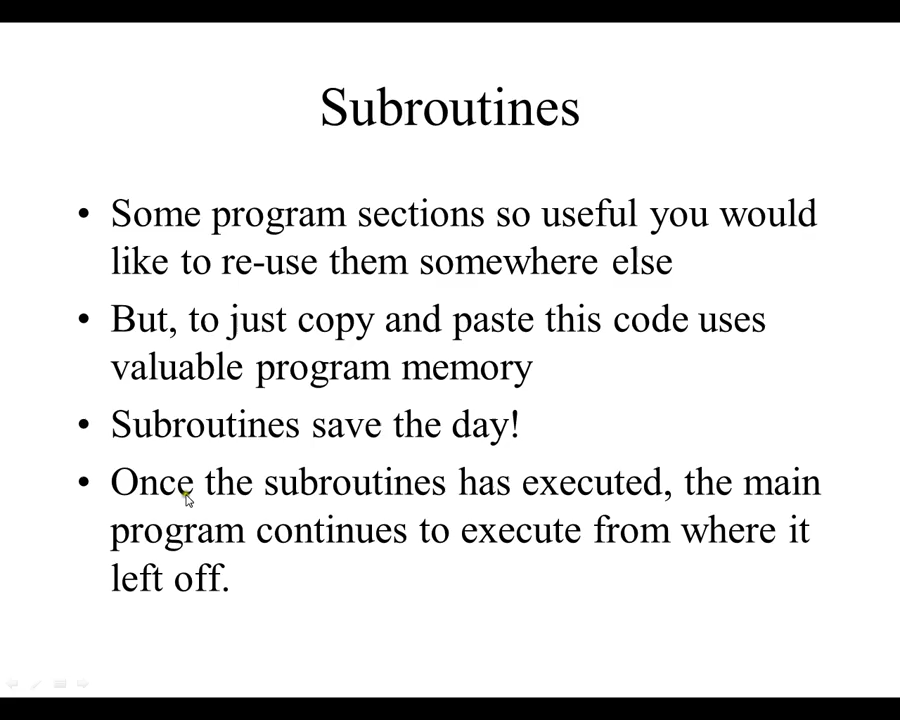 Subroutines
• Some program sections so useful you would
like to re-use them somewhere else
• But, to just copy and paste this code uses
valuable program memory
• Subroutines save the day!
• Once the subroutines has executed, the main
program continues to execute from where it
left off.